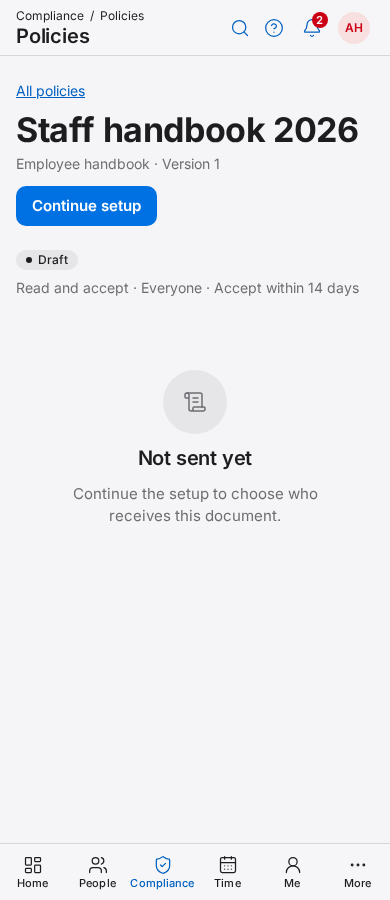 Compliance / Policies
Policies
2
AH
All policies
Staff handbook 2026
Employee handbook · Version 1
Continue setup
Draft
Read and accept · Everyone · Accept within 14 days
Not sent yet
Continue the setup to choose who
receives this document.
Home
People
Compliance
Time
Me
More